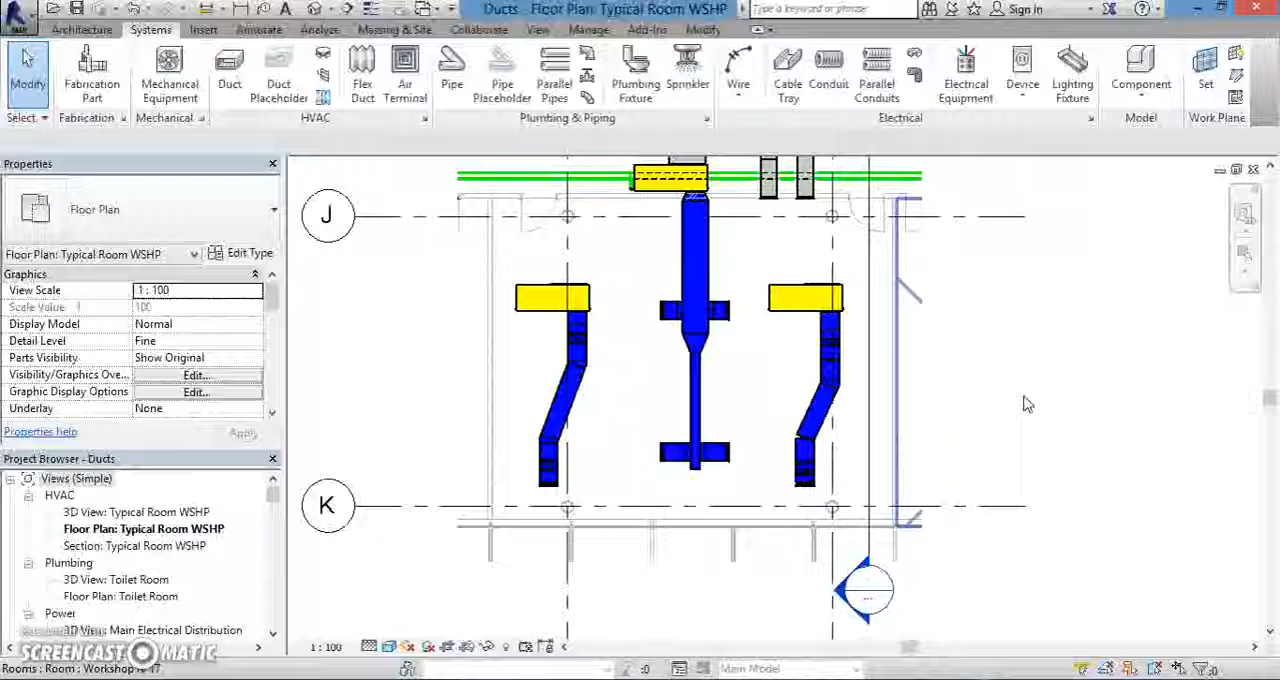 Ducts - Floor Plan: Typical Room WSHP
Type a keyword or phrase
Sign In
Architecture Systems Insert Annotate Analyze Massing & Site Collaborate View Manage Add-Ins Modify
Modify
Fabrication Part
Mechanical Equipment
Duct
Duct Placeholder
Flex Duct
Air Terminal
Pipe
Pipe Placeholder
Parallel Pipes
Plumbing Fixture
Sprinkler
Wire
Cable Tray
Conduit
Parallel Conduits
Electrical Equipment
Device
Lighting Fixture
Component
Set
Select Fabrication Mechanical HVAC Plumbing & Piping Electrical Model Work Plane
Properties
Floor Plan
Floor Plan: Typical Room WSHP Edit Type
Graphics
View Scale 1 : 100
Scale Value 1 100
Display Model Normal
Detail Level Fine
Parts Visibility Show Original
Visibility/Graphics Ove... Edit...
Graphic Display Options Edit...
Underlay None
Properties help Apply
Project Browser - Ducts
Views (Simple)
HVAC
3D View: Typical Room WSHP
Floor Plan: Typical Room WSHP
Section: Typical Room WSHP
Plumbing
3D View: Toilet Room
Floor Plan: Toilet Room
Power
3D View: Main Electrical Distribution
J
K
1 : 100
SCREENCAST MATIC
:0
Main Model
:0